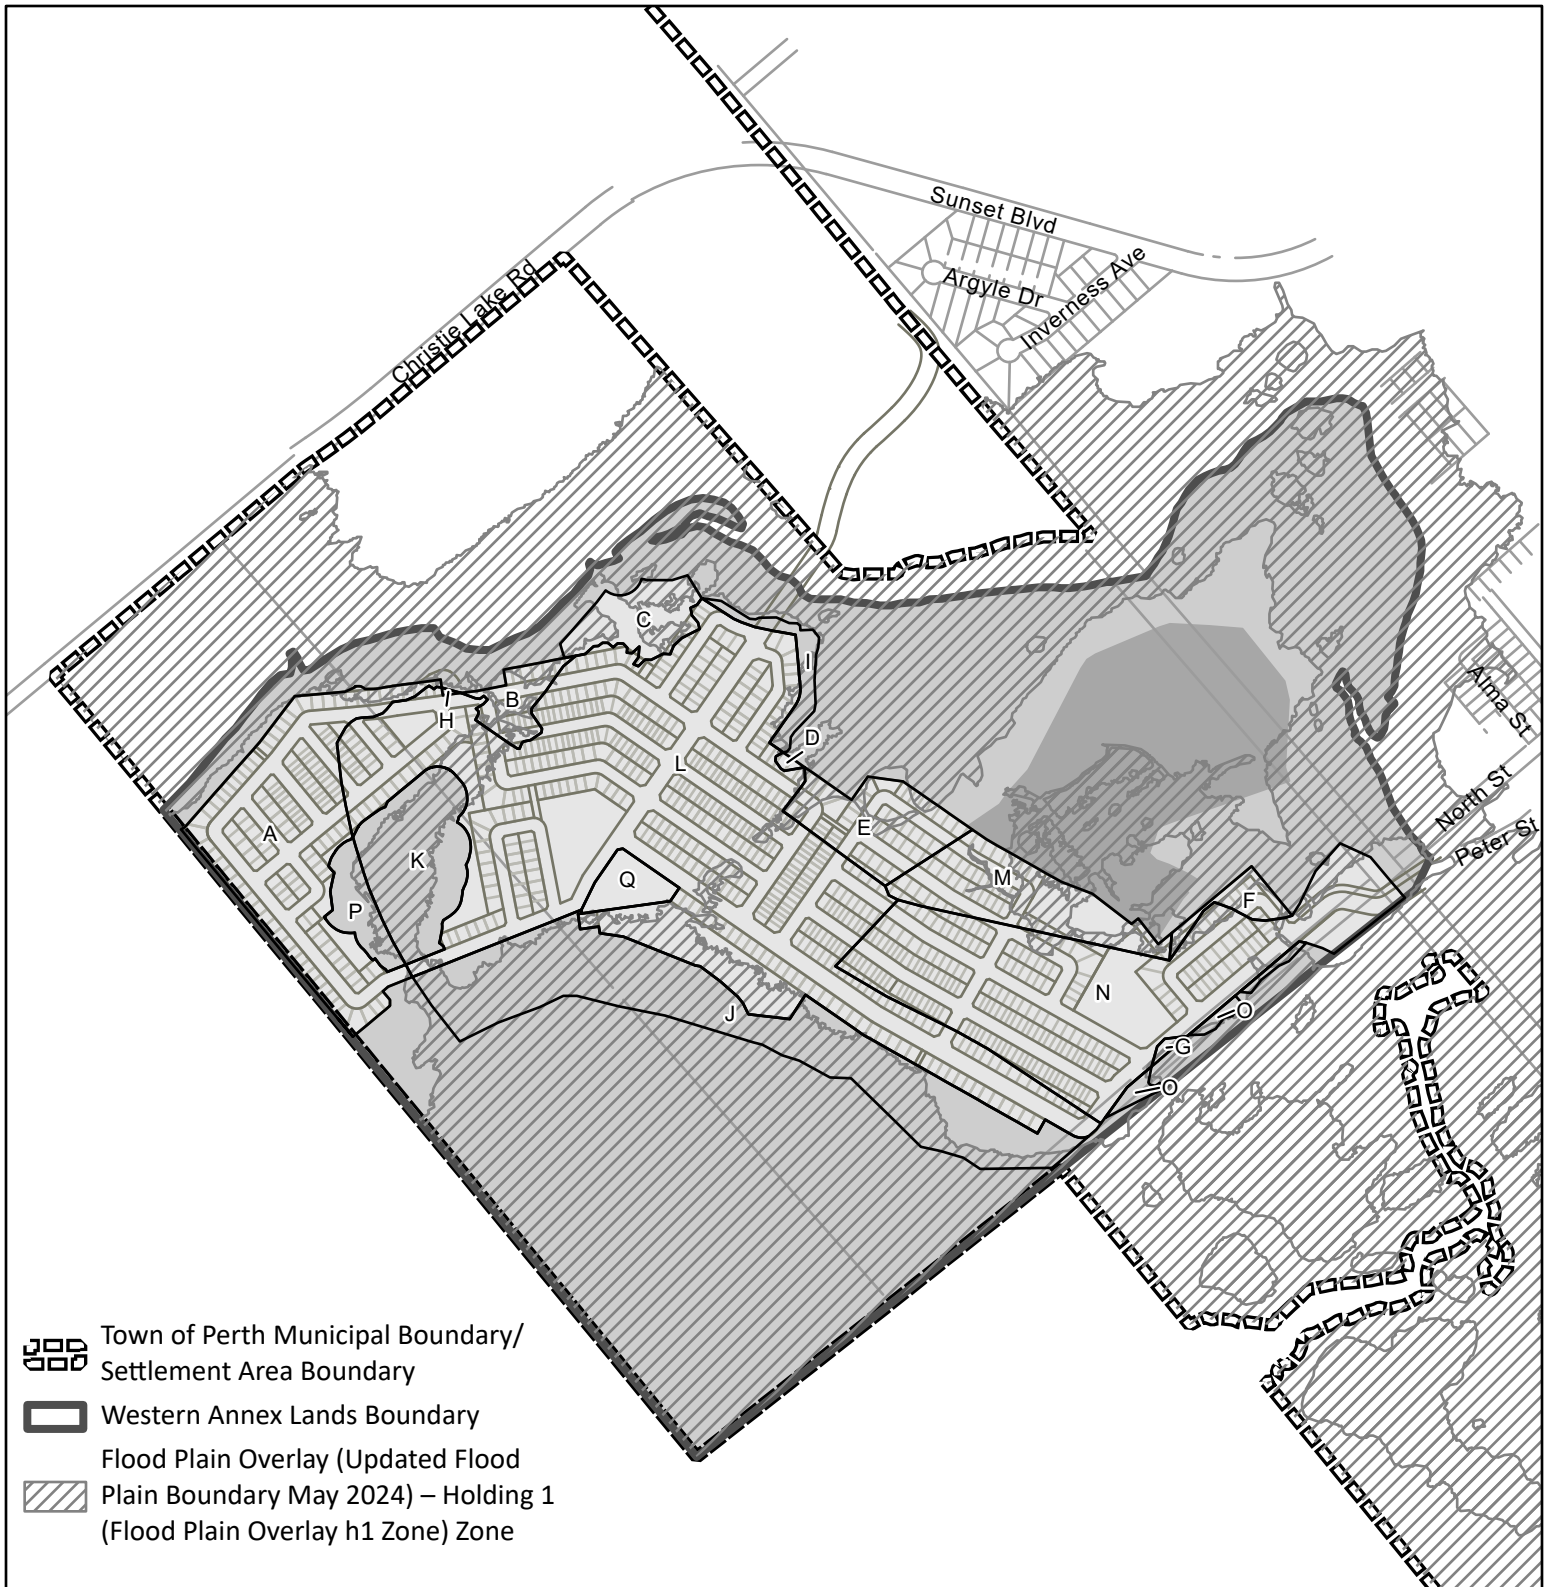 Sunset Blvd
Argyle Dr
Inverness Ave
Christie Lake Rd
C
I
B
H
D
L
A
E
K
M
Q
F
P
Alma St
North St
Peter St
N
J
O
G
O
Town of Perth Municipal Boundary/
Settlement Area Boundary
Western Annex Lands Boundary
Flood Plain Overlay (Updated Flood
Plain Boundary May 2024) – Holding 1
(Flood Plain Overlay h1 Zone) Zone